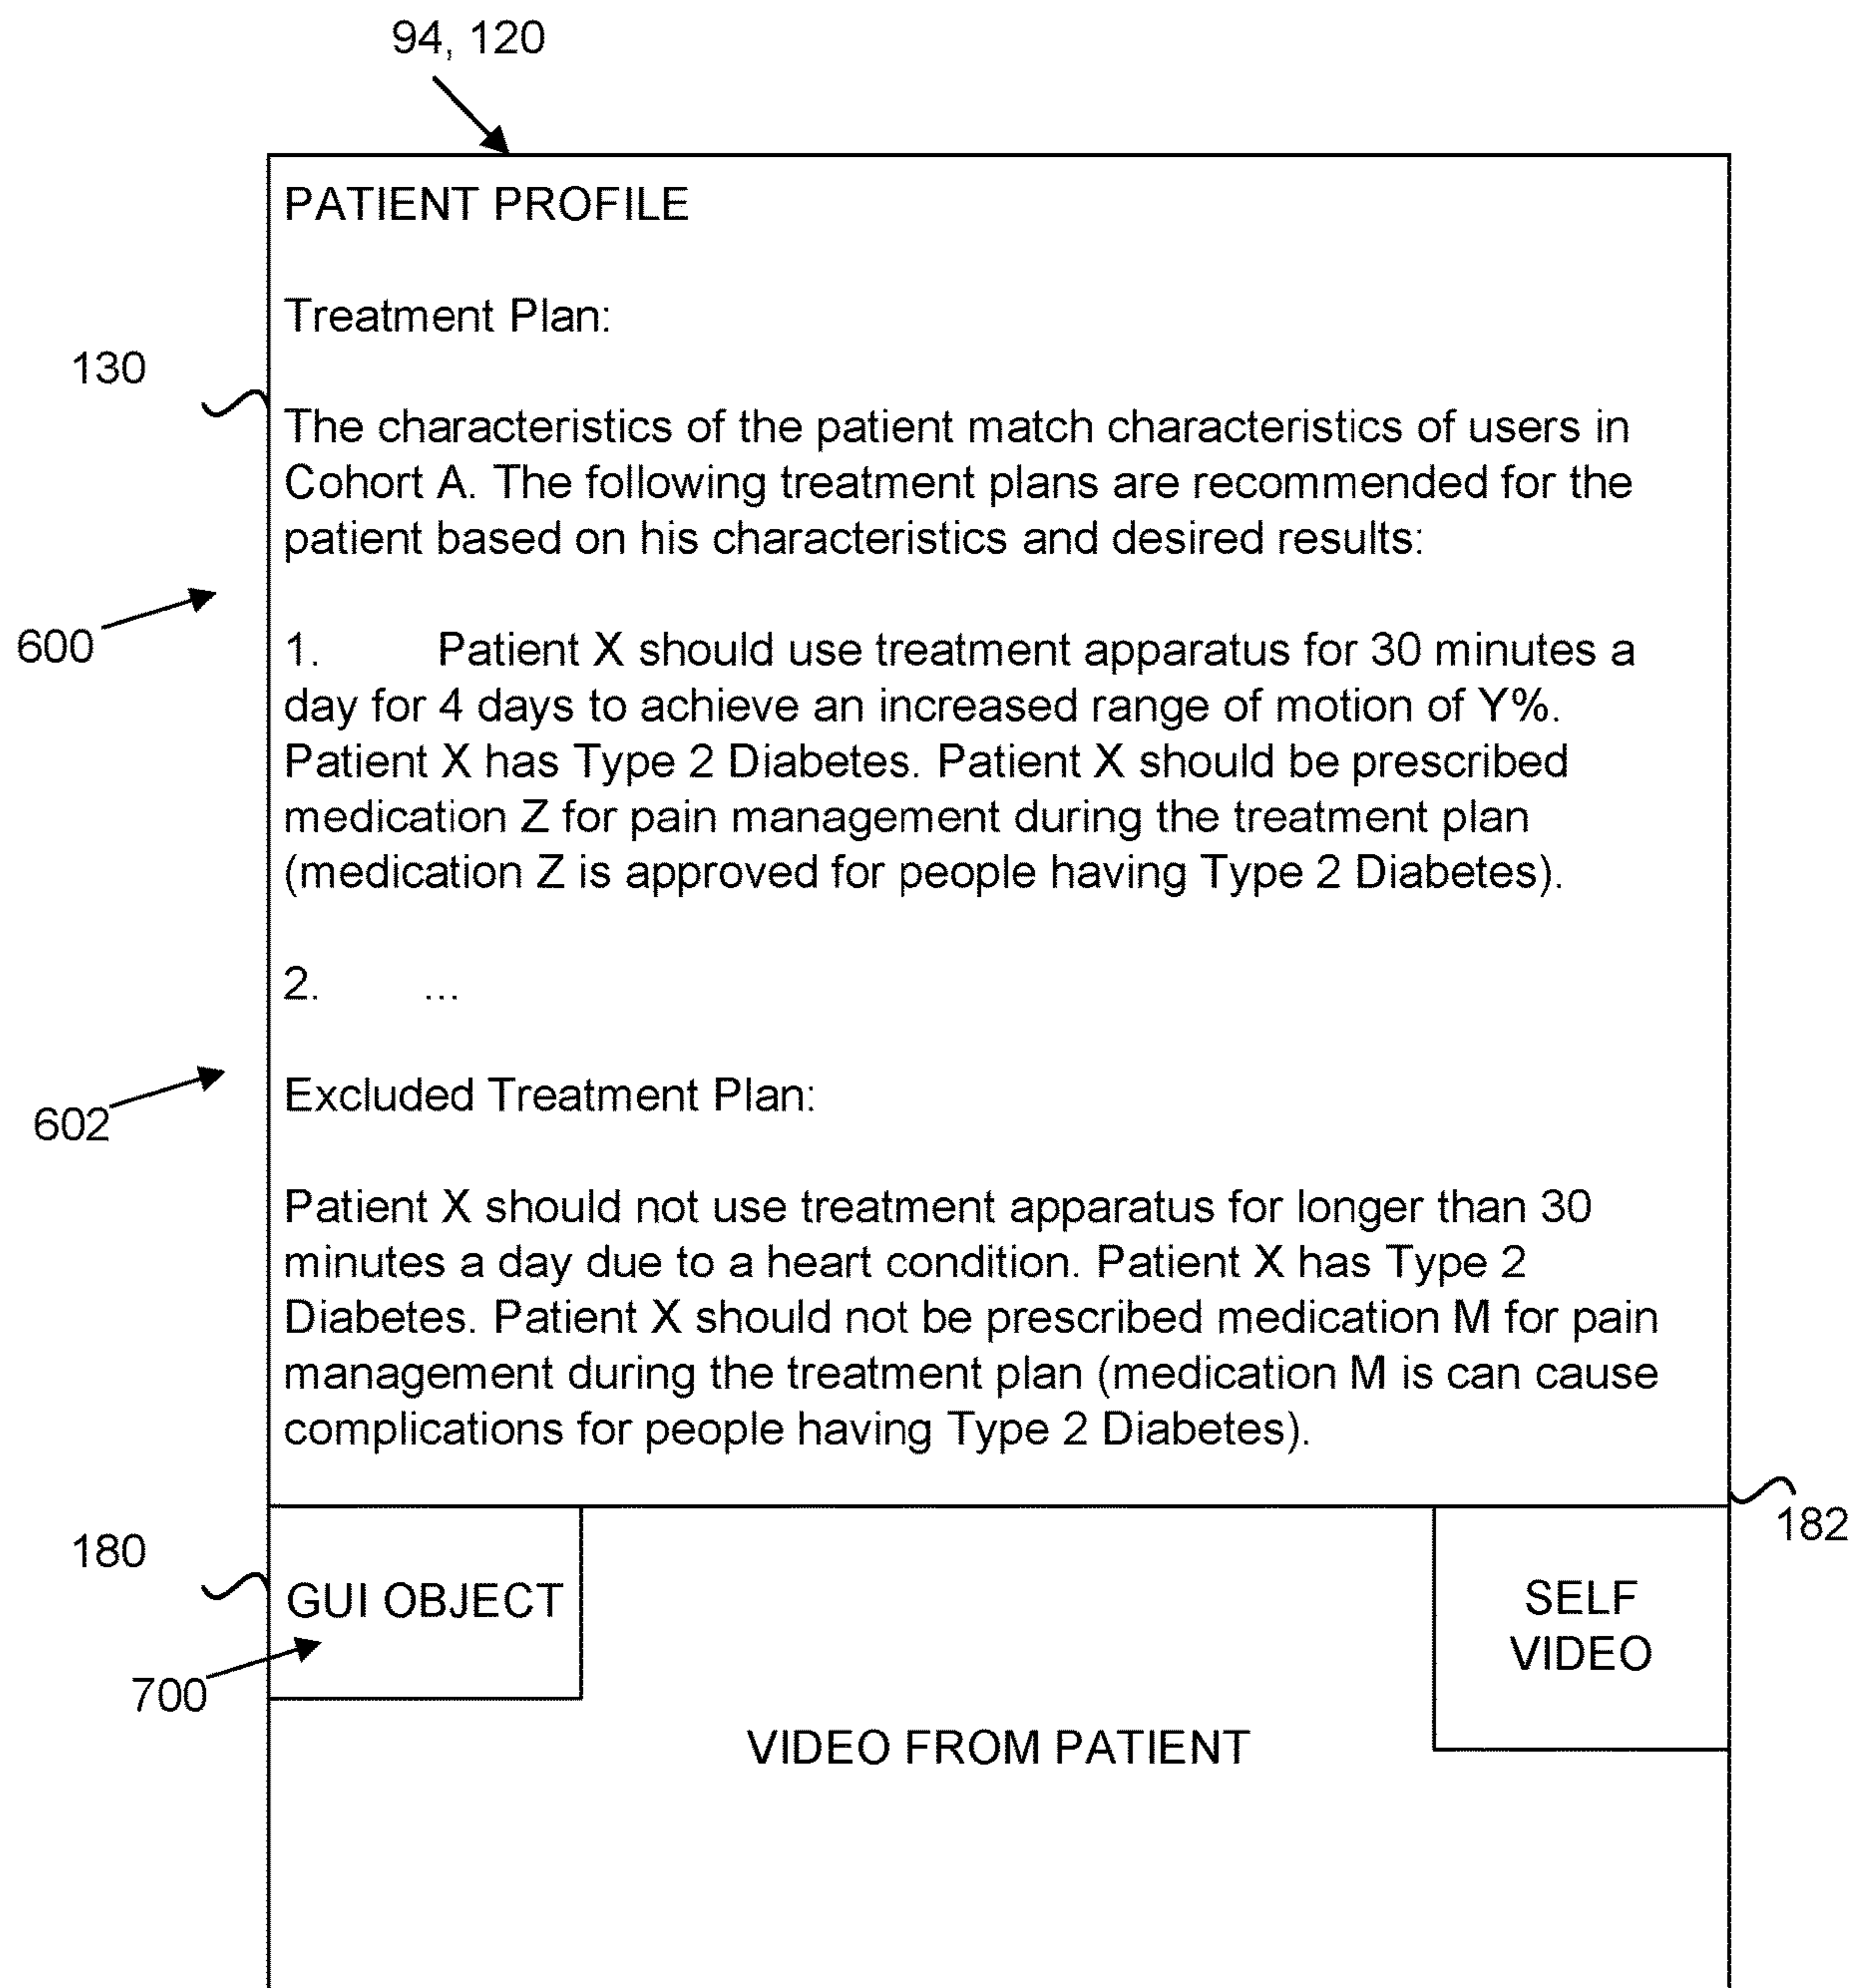 94, 120
PATIENT PROFILE
Treatment Plan:
130
The characteristics of the patient match characteristics of users in
Cohort A. The following treatment plans are recommended for the
patient based on his characteristics and desired results:
600
1. Patient X should use treatment apparatus for 30 minutes a
day for 4 days to achieve an increased range of motion of Y%.
Patient X has Type 2 Diabetes. Patient X should be prescribed
medication Z for pain management during the treatment plan
(medication Z is approved for people having Type 2 Diabetes).
2. ...
602
Excluded Treatment Plan:
Patient X should not use treatment apparatus for longer than 30
minutes a day due to a heart condition. Patient X has Type 2
Diabetes. Patient X should not be prescribed medication M for pain
management during the treatment plan (medication M is can cause
complications for people having Type 2 Diabetes).
182
180
GUI OBJECT
700
SELF
VIDEO
VIDEO FROM PATIENT